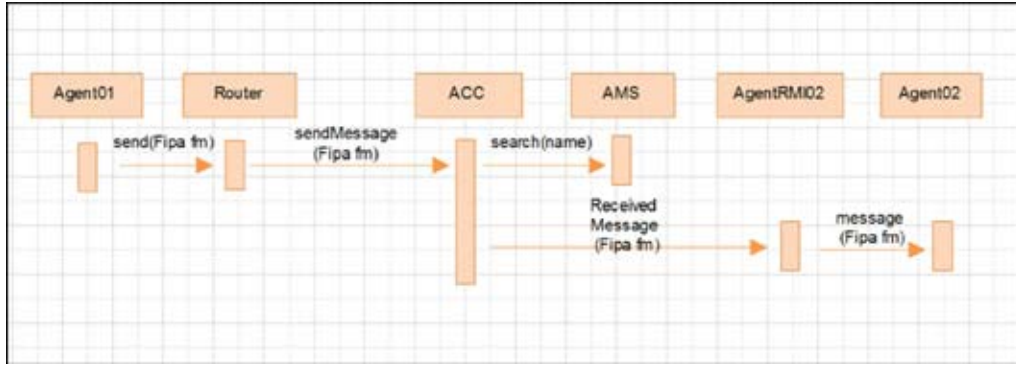 Agent01
Router
ACC
AMS
AgentRMI02
Agent02
send(Fipa fm)
sendMessage
(Fipa fm)
search(name)
Received
Message
(Fipa fm)
message
(Fipa fm)